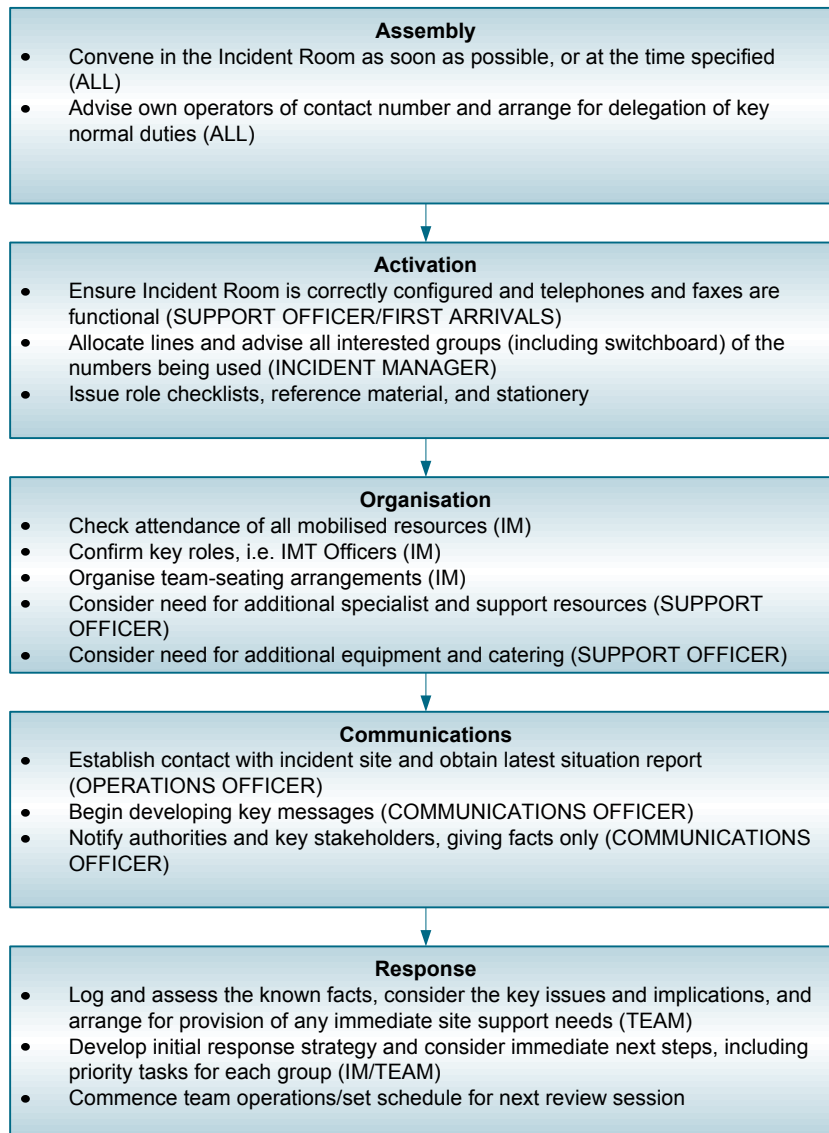 Assembly
• Convene in the Incident Room as soon as possible, or at the time specified
(ALL)
• Advise own operators of contact number and arrange for delegation of key
normal duties (ALL)
Activation
• Ensure Incident Room is correctly configured and telephones and faxes are
functional (SUPPORT OFFICER/FIRST ARRIVALS)
• Allocate lines and advise all interested groups (including switchboard) of the
numbers being used (INCIDENT MANAGER)
• Issue role checklists, reference material, and stationery
Organisation
• Check attendance of all mobilised resources (IM)
• Confirm key roles, i.e. IMT Officers (IM)
• Organise team-seating arrangements (IM)
• Consider need for additional specialist and support resources (SUPPORT
OFFICER)
• Consider need for additional equipment and catering (SUPPORT OFFICER)
Communications
• Establish contact with incident site and obtain latest situation report
(OPERATIONS OFFICER)
• Begin developing key messages (COMMUNICATIONS OFFICER)
• Notify authorities and key stakeholders, giving facts only (COMMUNICATIONS
OFFICER)
Response
• Log and assess the known facts, consider the key issues and implications, and
arrange for provision of any immediate site support needs (TEAM)
• Develop initial response strategy and consider immediate next steps, including
priority tasks for each group (IM/TEAM)
• Commence team operations/set schedule for next review session